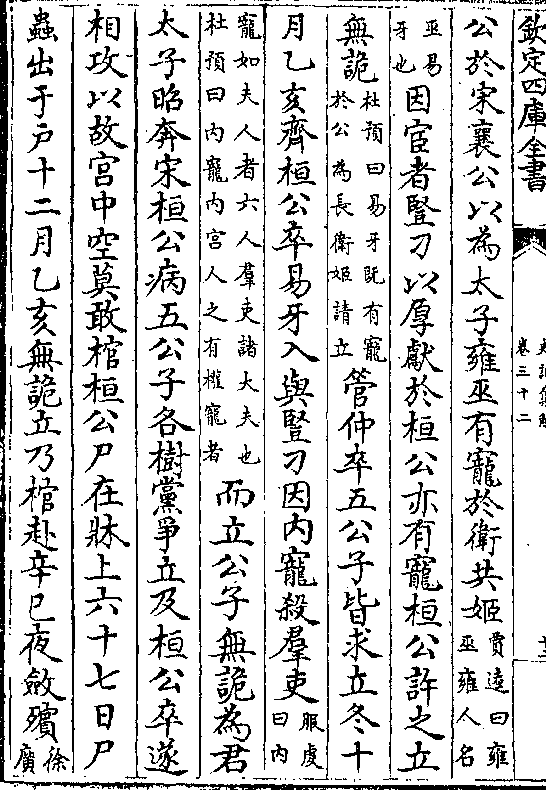 欽定四庫全書
卷三十二
公於宋襄公以為太子雍巫有寵於衛共姬賈逵曰雍巫雍人名
巫易牙也因宦者豎刁以厚獻於桓公亦有寵桓公許之立
無詭杜預曰易牙既有寵於公為長衛姬請立管仲卒五公子皆求立冬十
月乙亥齊桓公卒易牙入與豎刁因內寵殺羣吏服虔曰內
寵如夫人者六人羣吏諸大夫也杜預曰內寵內宮人之有權寵者而立公子無詭為君
太子昭奔宋桓公病五公子各樹黨爭立及桓公卒遂
相攻以故宮中空莫敢棺桓公尸在牀上六十七日尸
蟲出于戸十二月乙亥無詭立乃棺赴辛巳夜斂殯徐廣